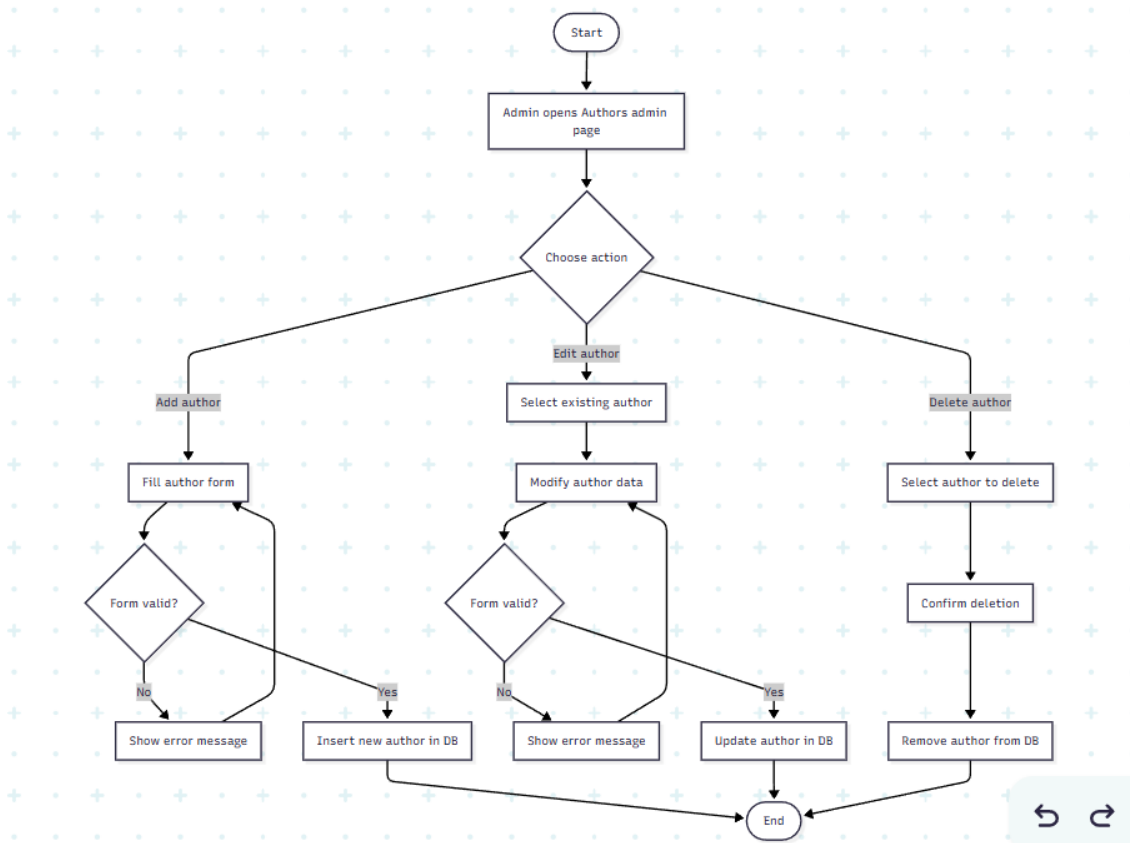 Start
Admin opens Authors admin
page
Choose action
Edit author
Add author
Select existing author
Delete author
Fill author form
Modify author data
Select author to delete
Form valid?
Form valid?
Confirm deletion
No
Yes
No
Yes
Show error message
Insert new author in DB
Show error message
Update author in DB
Remove author from DB
End